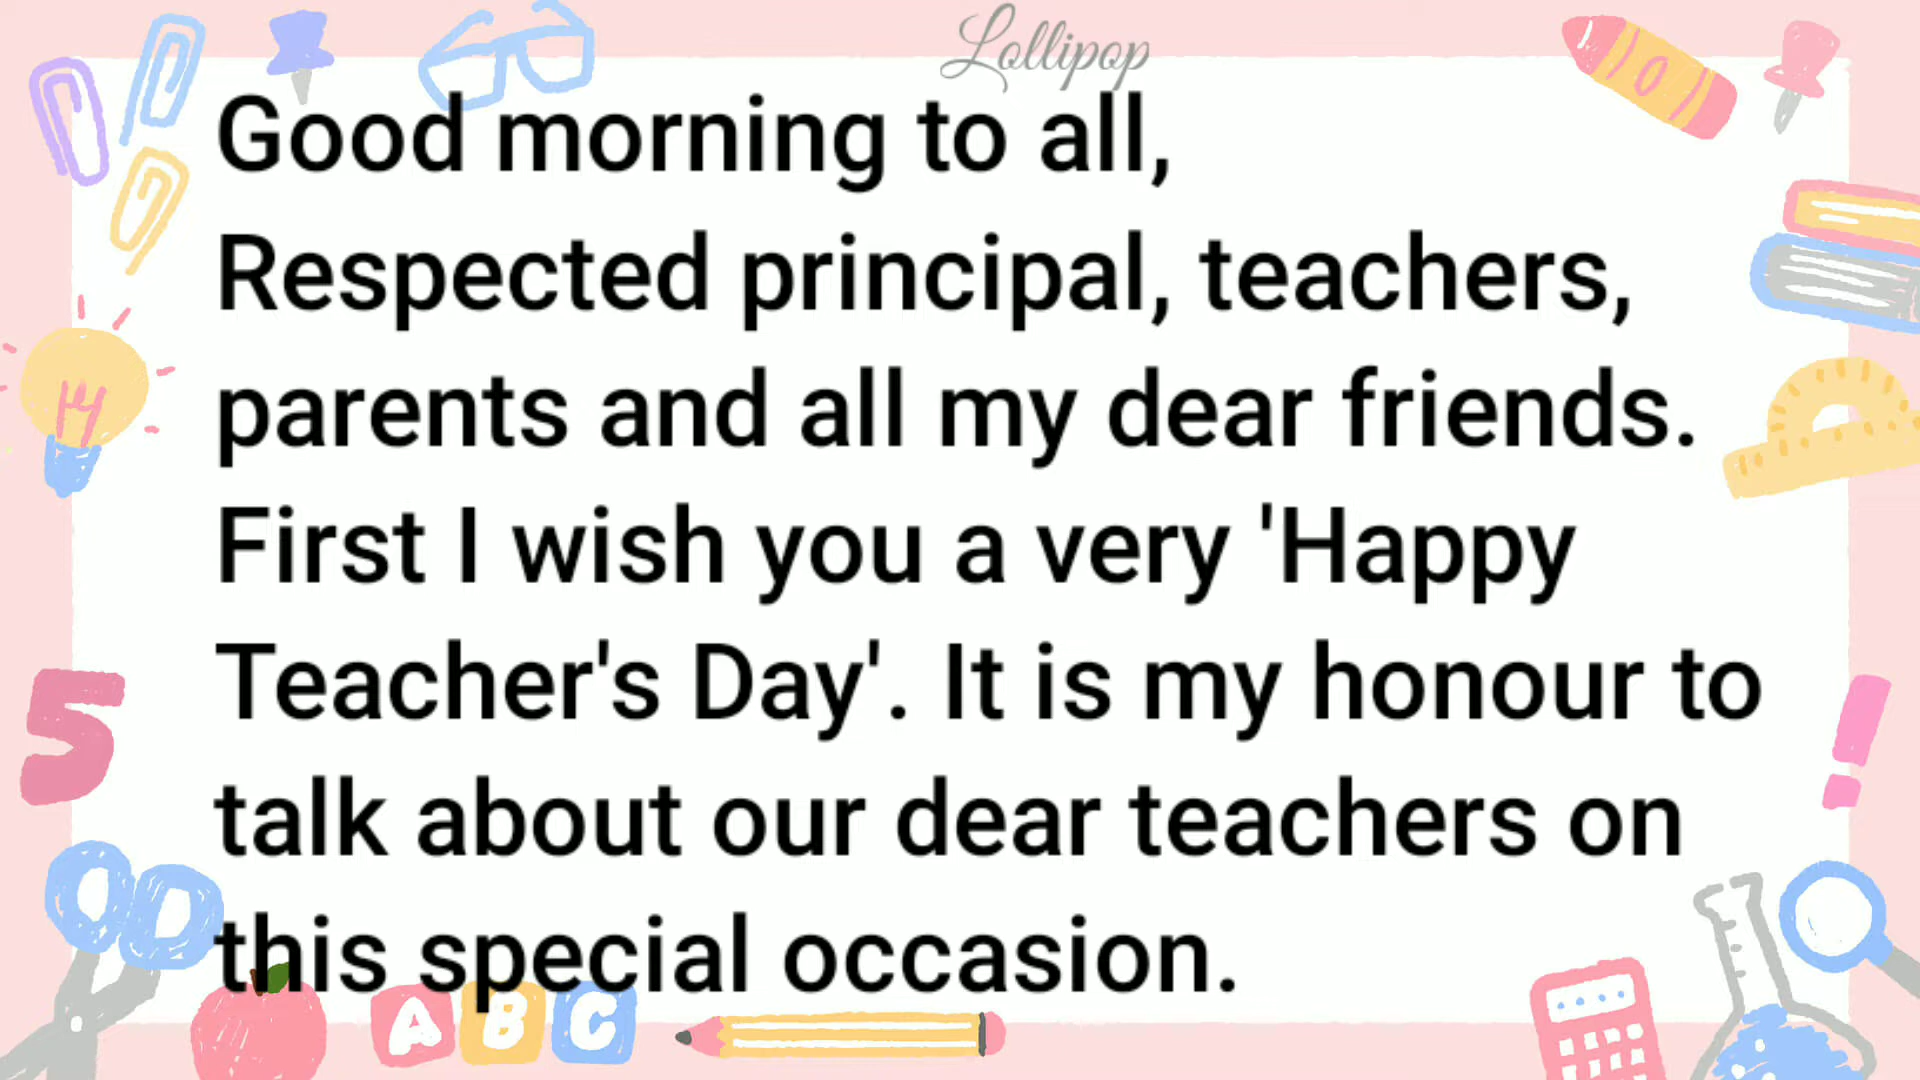 Lollipop
Good morning to all,
Respected principal, teachers,
parents and all my dear friends.
First I wish you a very 'Happy
Teacher's Day'. It is my honour to
talk about our dear teachers on
this special occasion.
5
!
A B C